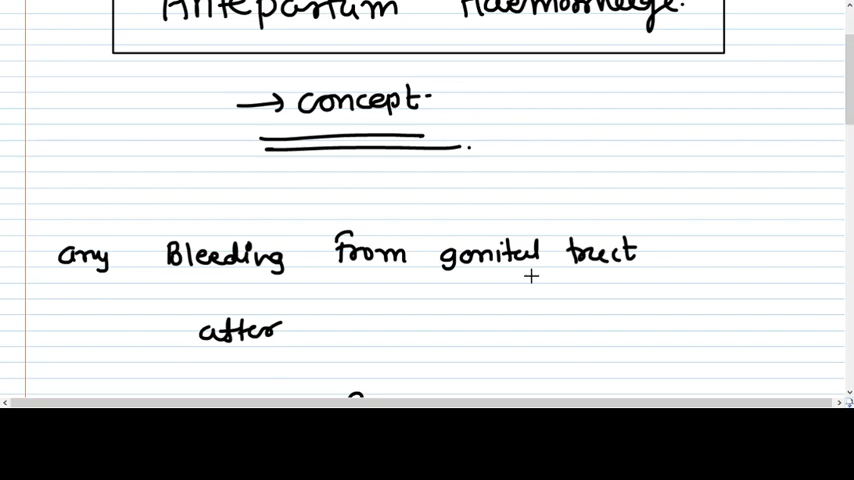 Antepartum Haemorrhage.
→ concept.
any Bleeding from genital tract
after